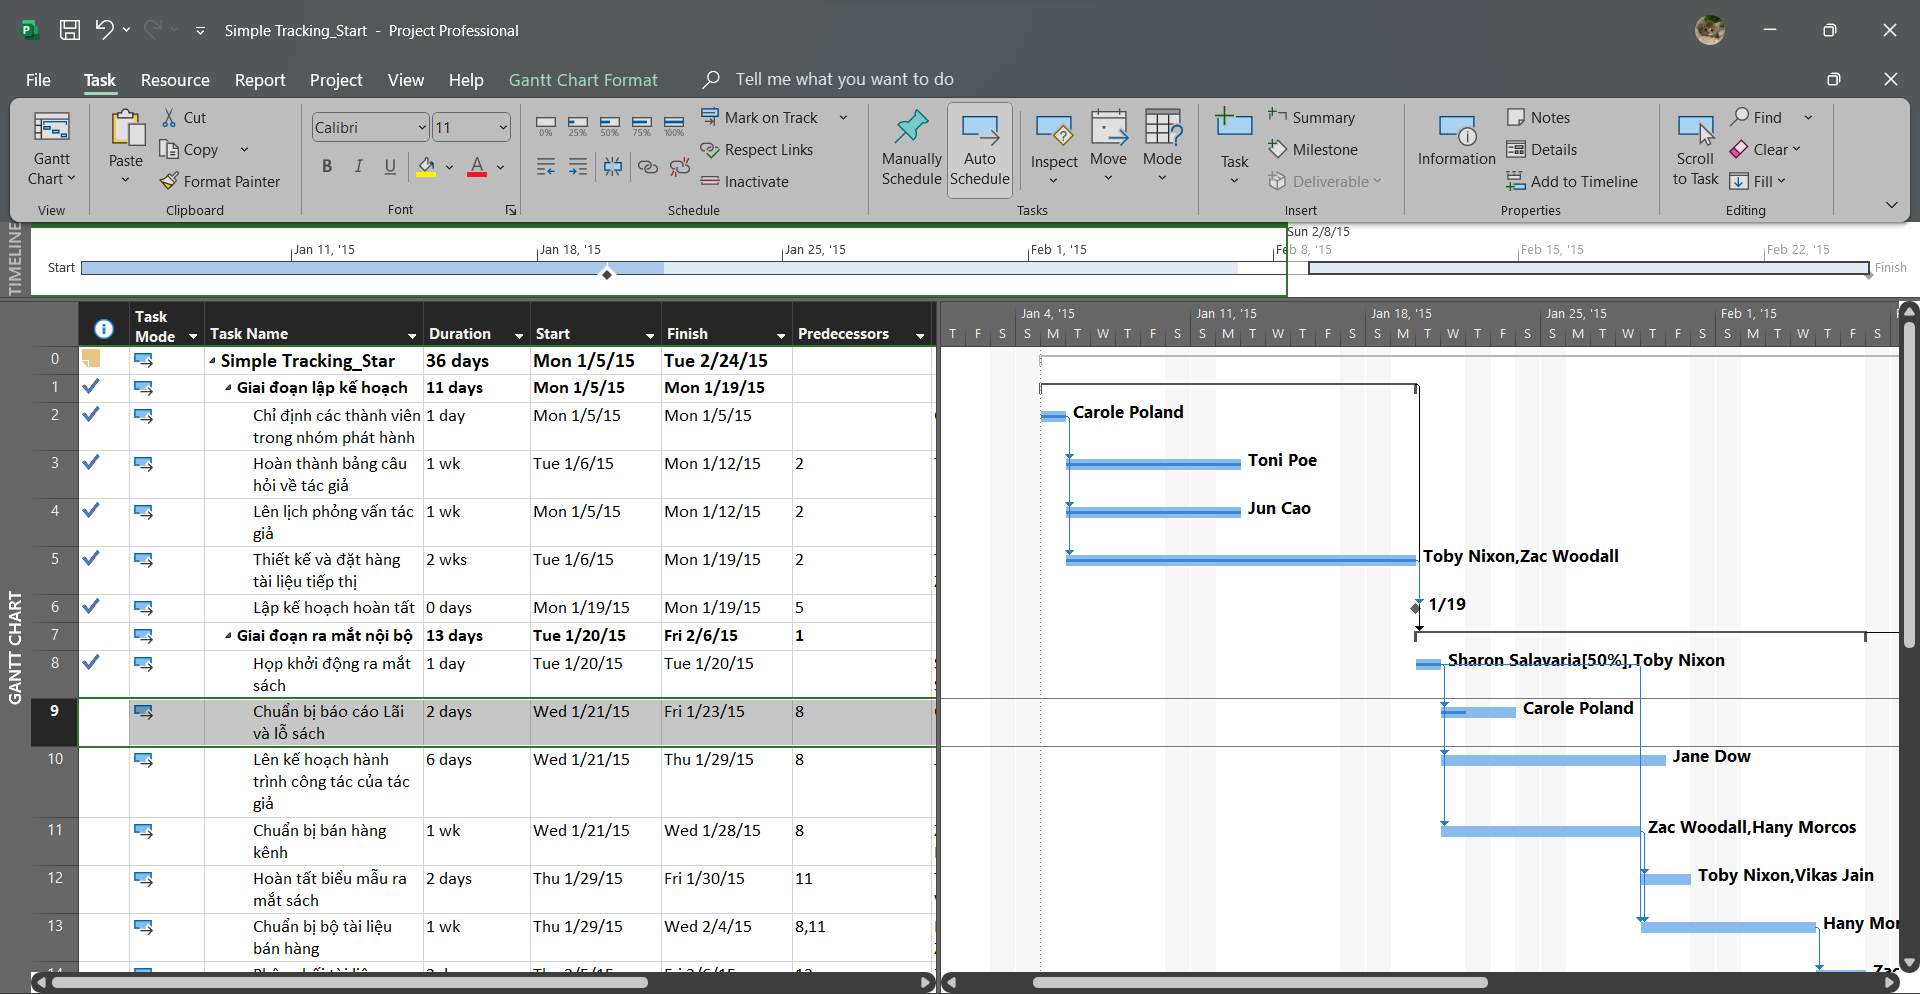 Simple Tracking_Start - Project Professional
File Task Resource Report Project View Help Gantt Chart Format Tell me what you want to do
Gantt Chart
View
Paste
Cut
Copy
Format Painter
Clipboard
Calibri 11
B I U A
Font
0% 25% 50% 75% 100%
Mark on Track
Respect Links
Inactivate
Schedule
Manually Schedule
Auto Schedule
Inspect
Move
Mode
Tasks
Task
Summary
Milestone
Deliverable
Insert
Information
Notes
Details
Add to Timeline
Properties
Scroll to Task
Find
Clear
Fill
Editing
TIMELINE
Sun 2/8/15
Jan 11, '15 Jan 18, '15 Jan 25, '15 Feb 1, '15 Feb 8, '15 Feb 15, '15 Feb 22, '15
Start Finish
GANTT CHART
Task Mode Task Name Duration Start Finish Predecessors
0 Simple Tracking_Star 36 days Mon 1/5/15 Tue 2/24/15
1 Giai đoạn lập kế hoạch 11 days Mon 1/5/15 Mon 1/19/15
2 Chỉ định các thành viên 1 day Mon 1/5/15 Mon 1/5/15
trong nhóm phát hành
3 Hoàn thành bảng câu 1 wk Tue 1/6/15 Mon 1/12/15 2
hỏi về tác giả
4 Lên lịch phỏng vấn tác 1 wk Mon 1/5/15 Mon 1/12/15 2
giả
5 Thiết kế và đặt hàng 2 wks Tue 1/6/15 Mon 1/19/15 2
tài liệu tiếp thị
6 Lập kế hoạch hoàn tất 0 days Mon 1/19/15 Mon 1/19/15 5
7 Giai đoạn ra mắt nội bộ 13 days Tue 1/20/15 Fri 2/6/15 1
8 Họp khởi động ra mắt 1 day Tue 1/20/15 Tue 1/20/15
sách
9 Chuẩn bị báo cáo Lãi 2 days Wed 1/21/15 Fri 1/23/15 8
và lỗ sách
10 Lên kế hoạch hành 6 days Wed 1/21/15 Thu 1/29/15 8
trình công tác của tác
giả
11 Chuẩn bị bán hàng 1 wk Wed 1/21/15 Wed 1/28/15 8
kênh
12 Hoàn tất biểu mẫu ra 2 days Thu 1/29/15 Fri 1/30/15 11
mắt sách
13 Chuẩn bị bộ tài liệu 1 wk Thu 1/29/15 Wed 2/4/15 8,11
bán hàng
Jan 4, '15 Jan 11, '15 Jan 18, '15 Jan 25, '15 Feb 1, '15
T F S S M T W T F S S M T W T F S S M T W T F S S M T W T F S S M T W T F S
Carole Poland
Toni Poe
Jun Cao
Toby Nixon,Zac Woodall
1/19
Sharon Salavaria[50%],Toby Nixon
Carole Poland
Jane Dow
Zac Woodall,Hany Morcos
Toby Nixon,Vikas Jain
Hany Mor